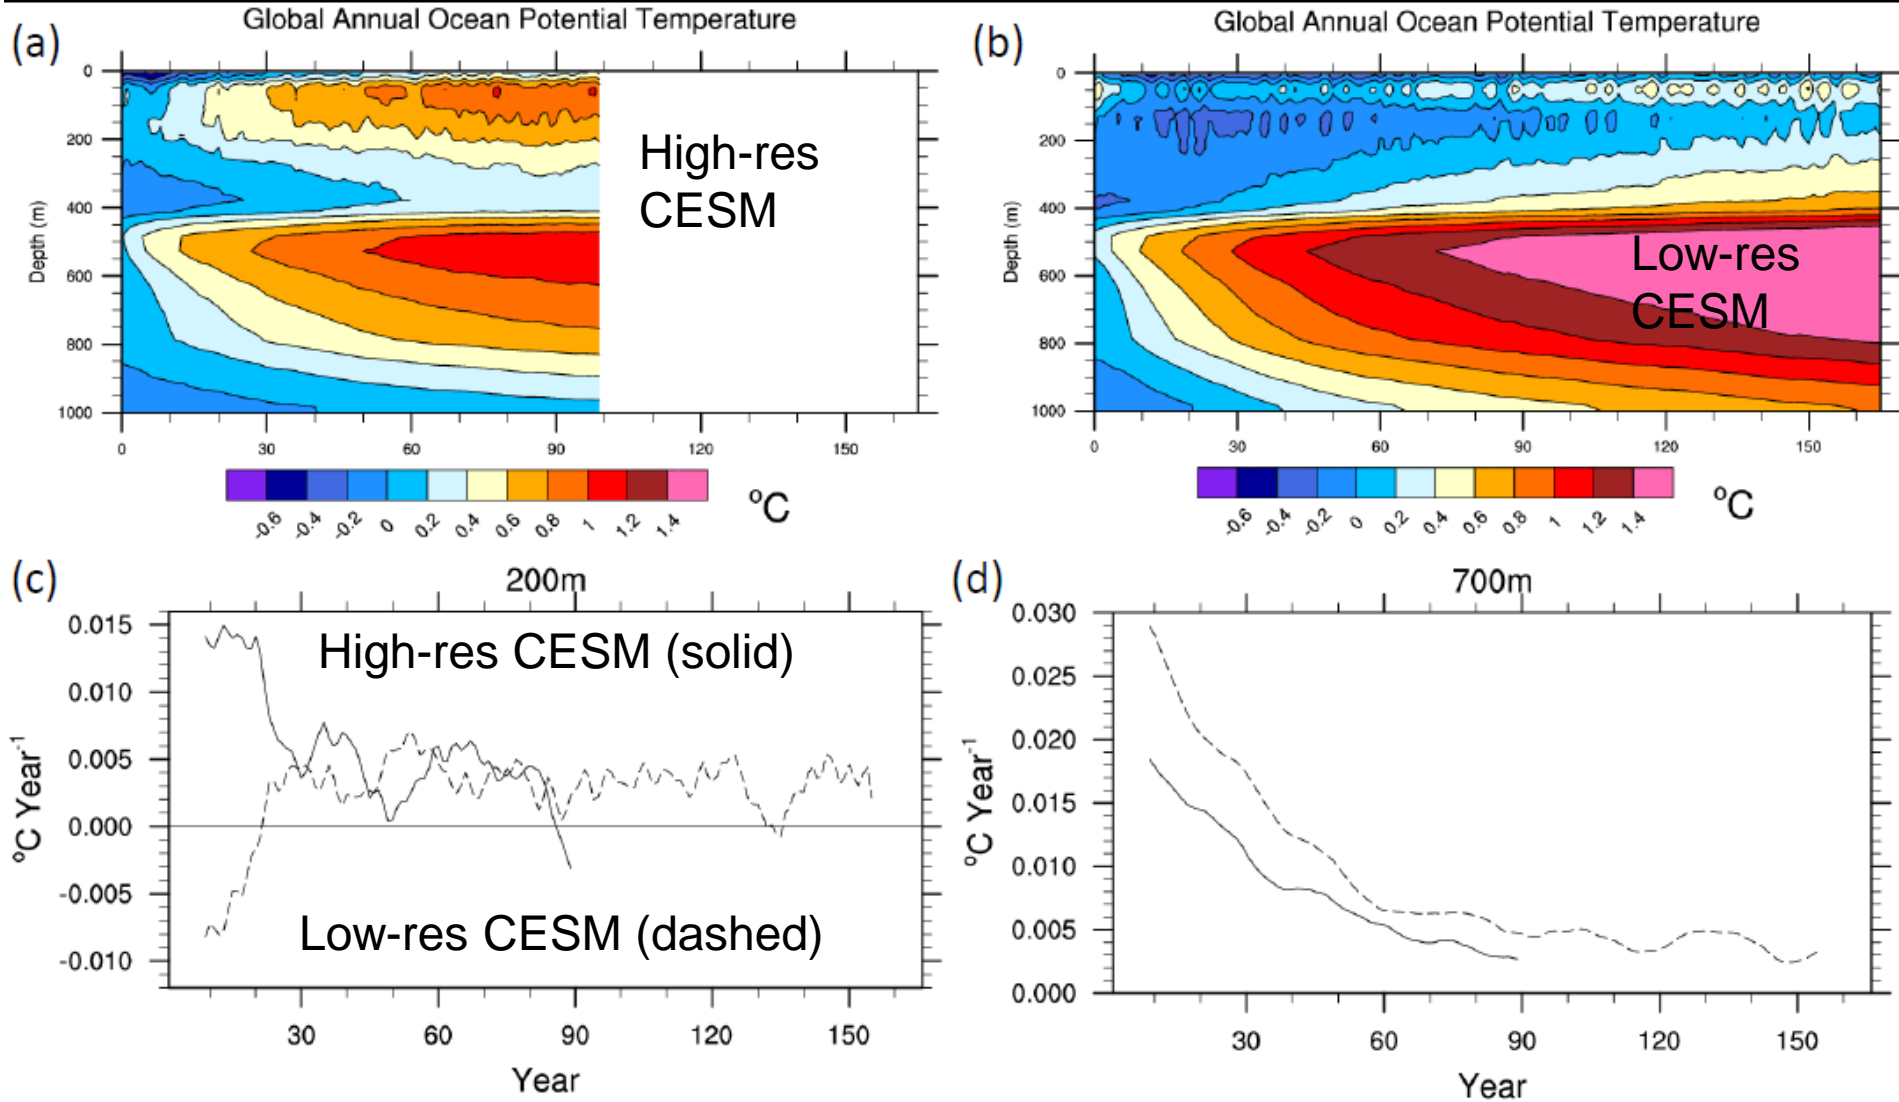 (a)
Global Annual Ocean Potential Temperature
0
200
400
600
800
1000
Depth (m)
High-res
CESM
0 30 60 90 120 150
-0.6 -0.4 -0.2 0 0.2 0.4 0.6 0.8 1 1.2 1.4
ºC
(b)
Global Annual Ocean Potential Temperature
0
200
400
600
800
1000
Depth (m)
Low-res
CESM
0 30 60 90 120 150
-0.6 -0.4 -0.2 0 0.2 0.4 0.6 0.8 1 1.2 1.4
ºC
(c)
200m
0.015
0.010
0.005
0.000
-0.005
-0.010
ºC Year⁻¹
High-res CESM (solid)
Low-res CESM (dashed)
30 60 90 120 150
Year
(d)
700m
0.030
0.025
0.020
0.015
0.010
0.005
0.000
ºC Year⁻¹
30 60 90 120 150
Year